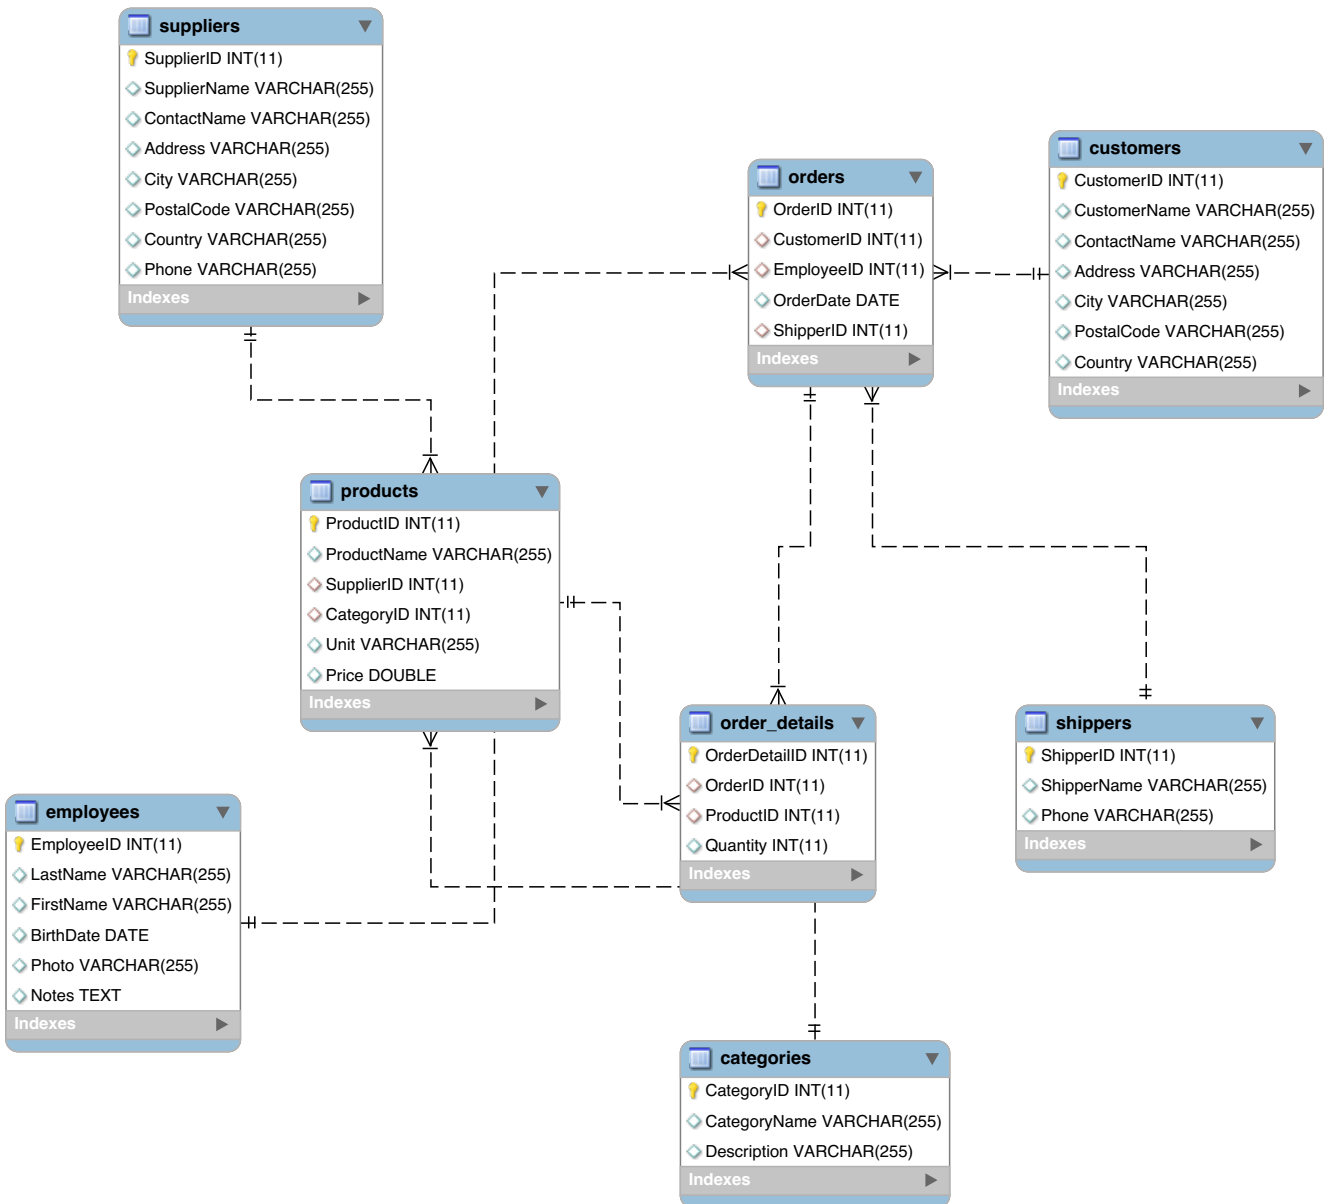 suppliers
SupplierID INT(11)
SupplierName VARCHAR(255)
ContactName VARCHAR(255)
Address VARCHAR(255)
City VARCHAR(255)
PostalCode VARCHAR(255)
Country VARCHAR(255)
Phone VARCHAR(255)
Indexes
orders
OrderID INT(11)
CustomerID INT(11)
EmployeeID INT(11)
OrderDate DATE
ShipperID INT(11)
Indexes
customers
CustomerID INT(11)
CustomerName VARCHAR(255)
ContactName VARCHAR(255)
Address VARCHAR(255)
City VARCHAR(255)
PostalCode VARCHAR(255)
Country VARCHAR(255)
Indexes
products
ProductID INT(11)
ProductName VARCHAR(255)
SupplierID INT(11)
CategoryID INT(11)
Unit VARCHAR(255)
Price DOUBLE
Indexes
order_details
OrderDetailID INT(11)
OrderID INT(11)
ProductID INT(11)
Quantity INT(11)
Indexes
shippers
ShipperID INT(11)
ShipperName VARCHAR(255)
Phone VARCHAR(255)
Indexes
employees
EmployeeID INT(11)
LastName VARCHAR(255)
FirstName VARCHAR(255)
BirthDate DATE
Photo VARCHAR(255)
Notes TEXT
Indexes
categories
CategoryID INT(11)
CategoryName VARCHAR(255)
Description VARCHAR(255)
Indexes